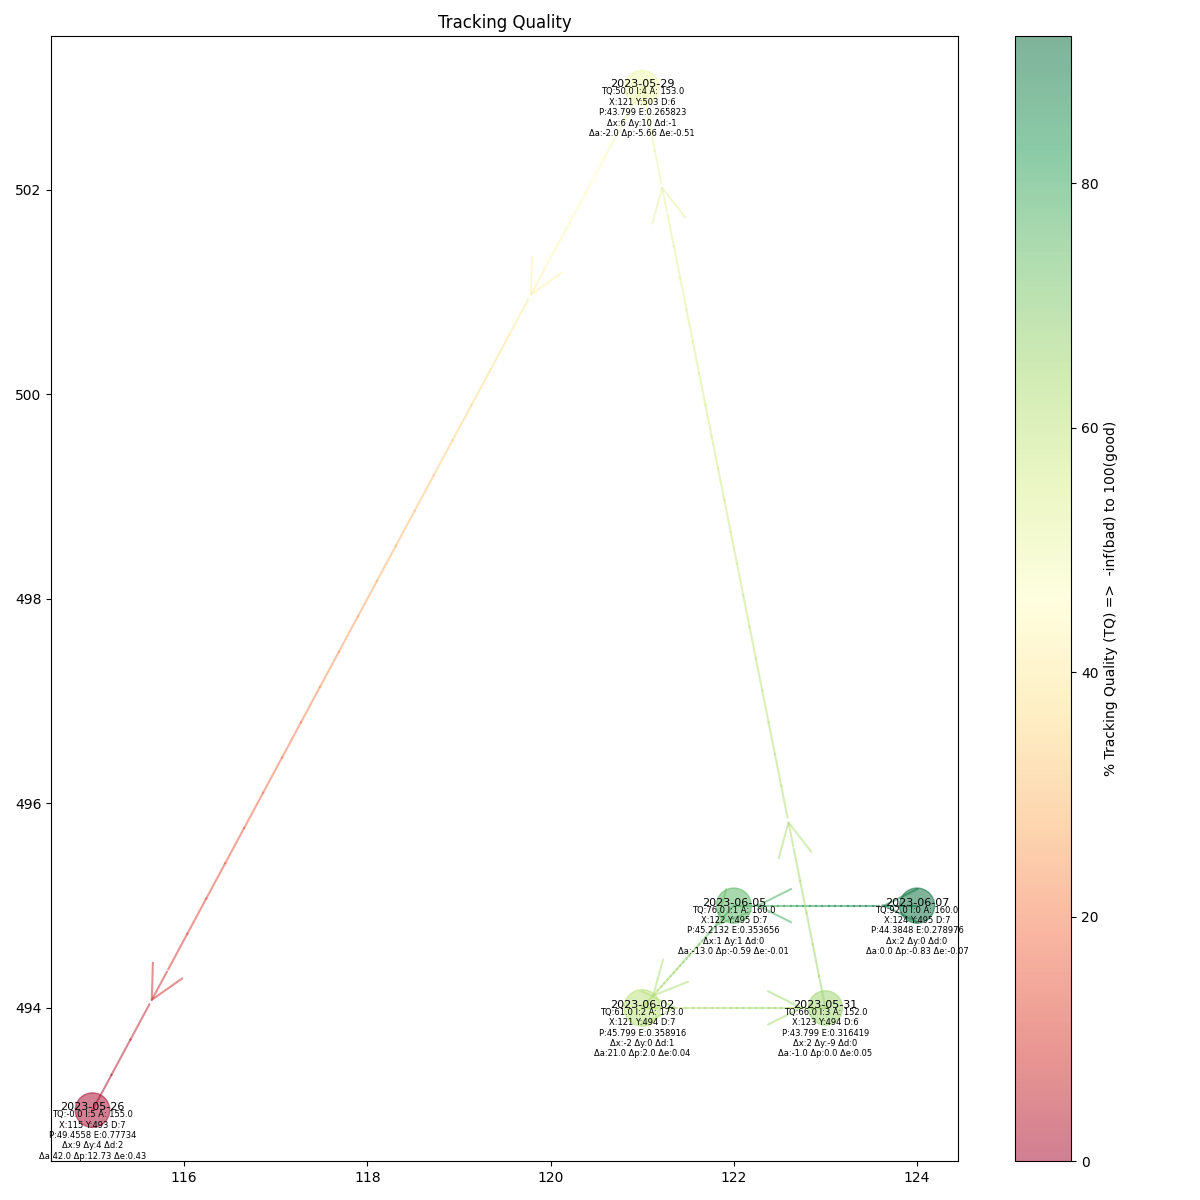 Tracking Quality
2023-05-29
TQ:50.0 I:4 A: 153.0
X:121 Y:503 D:6
P:43.799 E:0.265823
Δx:6 Δy:10 Δd:-1
Δa:-2.0 Δp:-5.66 Δe:-0.51
2023-06-05
TQ:76.0 I:1 A: 160.0
X:122 Y:495 D:7
P:45.2132 E:0.353656
Δx:1 Δy:1 Δd:0
Δa:-13.0 Δp:-0.59 Δe:-0.01
2023-06-07
TQ:92.0 I:0 A: 160.0
X:124 Y:495 D:7
P:44.3848 E:0.278976
Δx:2 Δy:0 Δd:0
Δa:0.0 Δp:-0.83 Δe:-0.07
2023-06-02
TQ:61.0 I:2 A: 173.0
X:121 Y:494 D:7
P:45.799 E:0.358916
Δx:-2 Δy:0 Δd:1
Δa:21.0 Δp:2.0 Δe:0.04
2023-05-31
TQ:66.0 I:3 A: 152.0
X:123 Y:494 D:6
P:43.799 E:0.316419
Δx:2 Δy:-9 Δd:0
Δa:-1.0 Δp:0.0 Δe:0.05
2023-05-26
TQ:-0.0 I:5 A: 155.0
X:115 Y:493 D:7
P:49.4558 E:0.77734
Δx:9 Δy:4 Δd:2
Δa:42.0 Δp:12.73 Δe:0.43
502
500
498
496
494
116
118
120
122
124
80
60
40
20
0
% Tracking Quality (TQ) =>  -inf(bad) to 100(good)